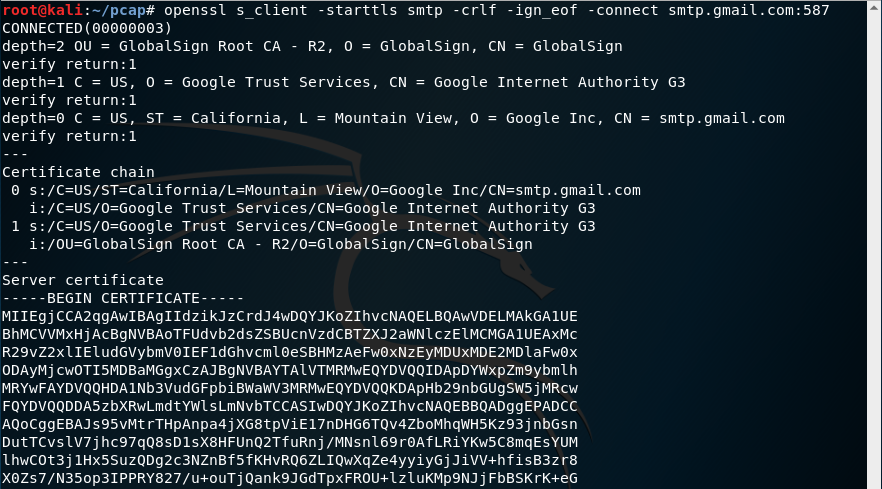 root@kali:~/pcap# openssl s_client -starttls smtp -crlf -ign_eof -connect smtp.gmail.com:587
CONNECTED(00000003)
depth=2 OU = GlobalSign Root CA - R2, O = GlobalSign, CN = GlobalSign
verify return:1
depth=1 C = US, O = Google Trust Services, CN = Google Internet Authority G3
verify return:1
depth=0 C = US, ST = California, L = Mountain View, O = Google Inc, CN = smtp.gmail.com
verify return:1
---
Certificate chain
 0 s:/C=US/ST=California/L=Mountain View/O=Google Inc/CN=smtp.gmail.com
   i:/C=US/O=Google Trust Services/CN=Google Internet Authority G3
 1 s:/C=US/O=Google Trust Services/CN=Google Internet Authority G3
   i:/OU=GlobalSign Root CA - R2/O=GlobalSign/CN=GlobalSign
---
Server certificate
-----BEGIN CERTIFICATE-----
MIIEgjCCA2qgAwIBAgIIdzikJzCrdJ4wDQYJKoZIhvcNAQELBQAwVDELMAkGA1UE
BhMCVVMxHjAcBgNVBAoTFUdvb2dsZSBUcnVzdCBTZXJ2aWNlczElMCMGA1UEAxMc
R29vZ2xlIEludGVybmV0IEF1dGhvcml0eSBHMzAeFw0xNzEyMDUxMDE2MDlaFw0x
ODAyMjcwOTI5MDBaMGgxCzAJBgNVBAYTAlVTMRMwEQYDVQQIDApDYWxpZm9ybmlh
MRYwFAYDVQQHDA1Nb3VudGFpbiBWaWV3MRMwEQYDVQQKDApHb29nbGUgSW5jMRcw
FQYDVQQDDA5zbXRwLmdtYWlsLmNvbTCCASIwDQYJKoZIhvcNAQEBBQADggEPADCC
AQoCggEBAJs95vMtrTHpAnpa4jXG8tpViE17nDHG6TQv4ZboMhqWH5Kz93jnbGsn
DutTCvslV7jhc97qQ8sD1sX8HFUnQ2TfuRnj/MNsnl69r0AfLRiYKw5C8mqEsYUM
lhwCOt3j1Hx5SuzQDg2c3NZnBf5fKHvRQ6ZLIQwXqZe4yyiyGjJiVV+hfisB3zr8
X0Zs7/N35op3IPPRY827/u+ouTjQank9JGdTpxFROU+lzluKMp9NJjFbBSKrK+eG